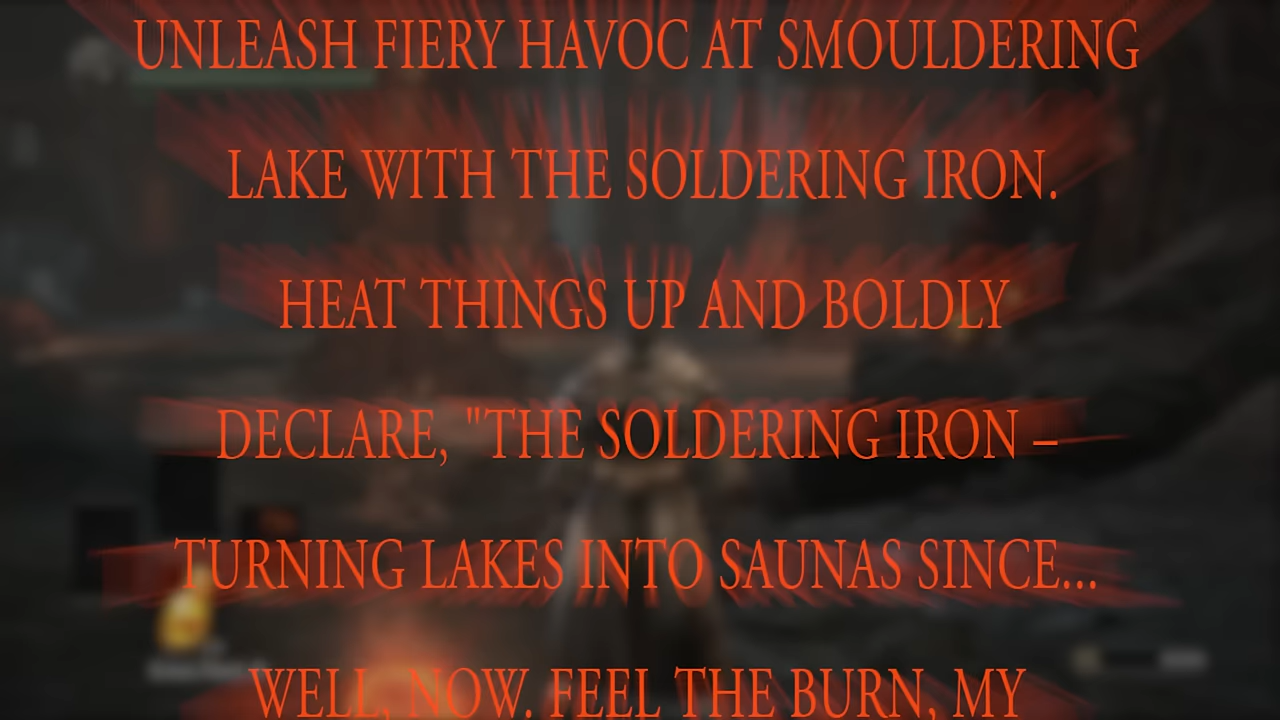 UNLEASH FIERY HAVOC AT SMOULDERING
LAKE WITH THE SOLDERING IRON.
HEAT THINGS UP AND BOLDLY
DECLARE, "THE SOLDERING IRON –
TURNING LAKES INTO SAUNAS SINCE...
WELL, NOW. FEEL THE BURN, MY